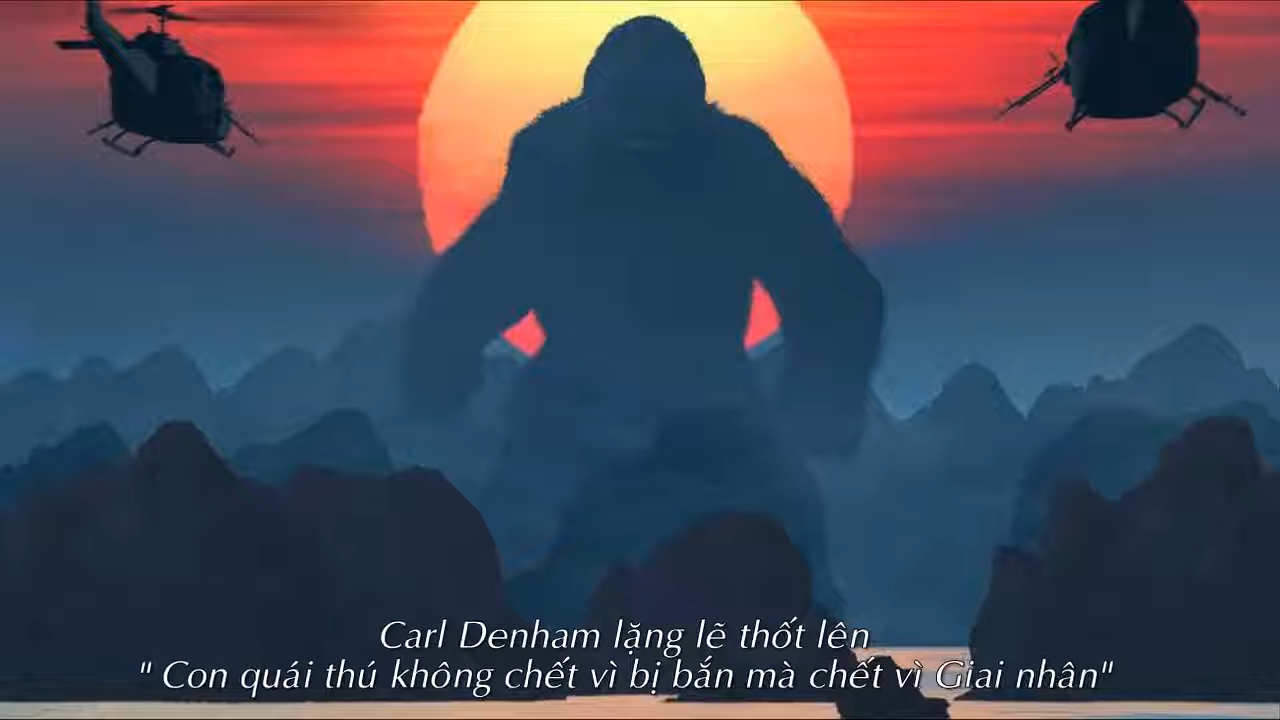 Carl Denham lặng lẽ thốt lên
" Con quái thú không chết vì bị bắn mà chết vì Giai nhân"